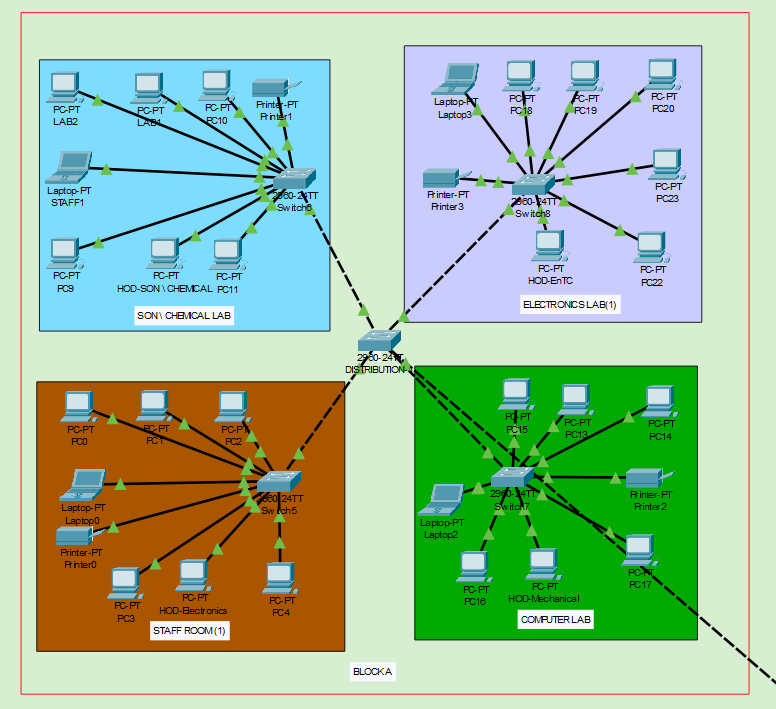 PC-PT
LAB2
PC-PT
LAB1
PC-PT
PC10
Printer-PT
Printer1
Laptop-PT
STAFF1
2960-24TT
PC-PT
PC9
PC-PT
HOD-SON \ CHEMICAL
PC-PT
PC11
SON \ CHEMICAL LAB
Laptop-PT
Laptop3
PC-PT
PC18
PC-PT
PC19
PC-PT
PC20
Printer-PT
Printer3
2960-24TT
PC-PT
PC23
PC-PT
HOD-EnTC
PC-PT
PC22
ELECTRONICS LAB(1)
2960-24TT
PC-PT
PC0
PC-PT
PC1
PC-PT
PC2
Laptop-PT
Laptop0
Printer-PT
Printer0
2960-24TT
Switch5
PC-PT
PC3
PC-PT
HOD-Electronics
PC-PT
PC4
STAFF ROOM (1)
PC-PT
PC15
PC-PT
PC13
PC-PT
PC14
2960-24TT
Switch7
Laptop-PT
Laptop2
Printer-PT
Printer2
PC-PT
PC16
PC-PT
HOD-Mechanical
PC-PT
PC17
COMPUTER LAB
BLOCK A